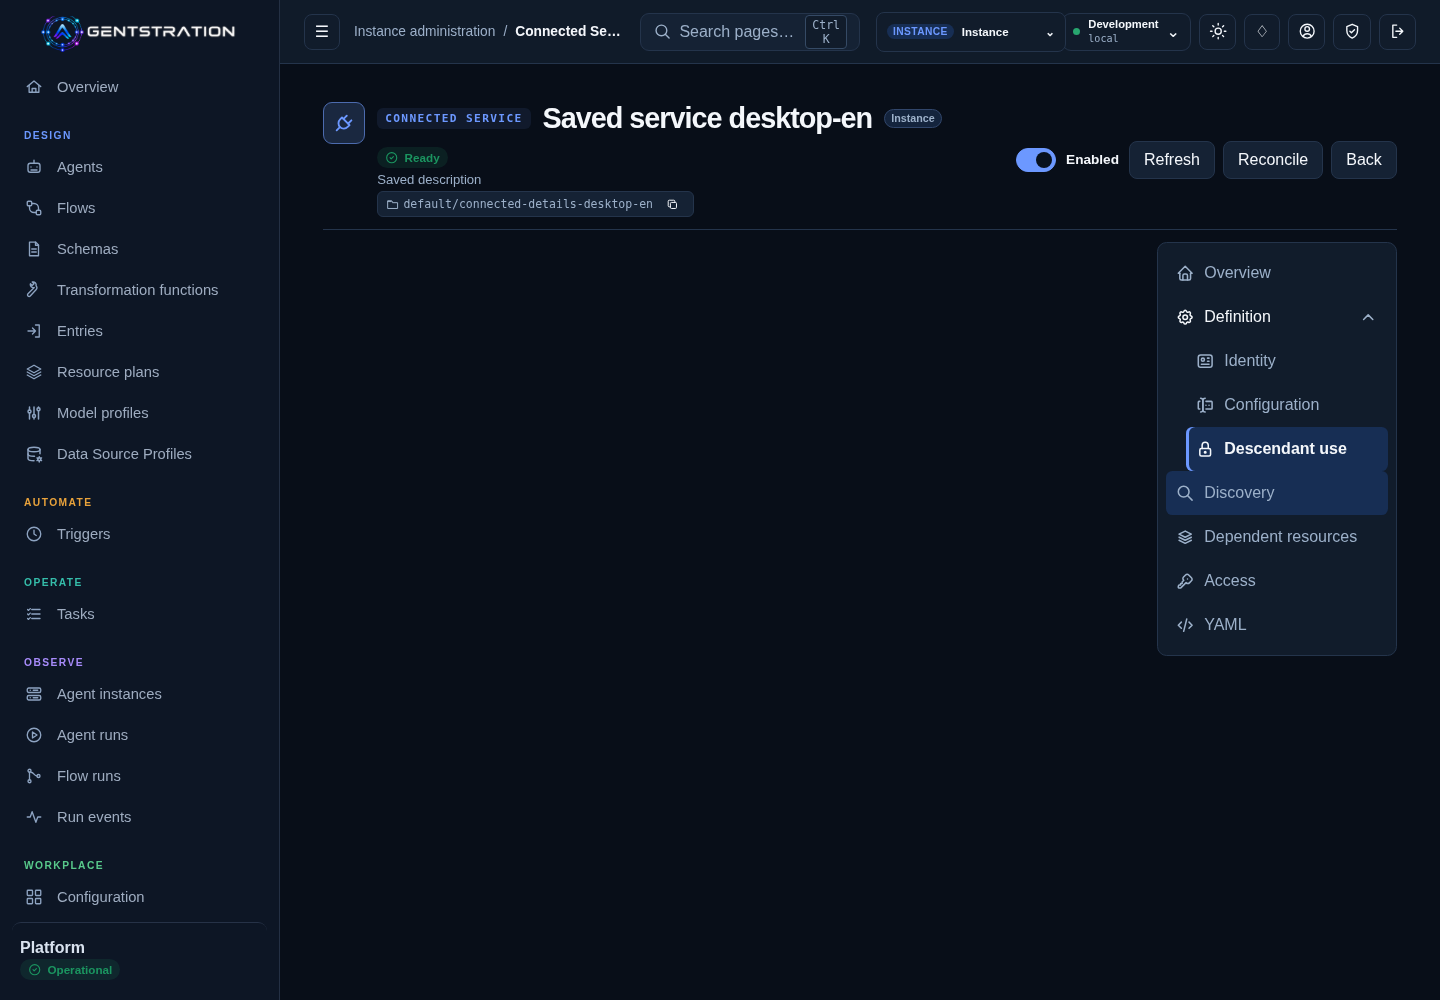 GENTSTRATION
Overview
DESIGN
Agents
Flows
Schemas
Transformation functions
Entries
Resource plans
Model profiles
Data Source Profiles
AUTOMATE
Triggers
OPERATE
Tasks
OBSERVE
Agent instances
Agent runs
Flow runs
Run events
WORKPLACE
Configuration
Platform
Operational
Instance administration / Connected Se…
Search pages… Ctrl K
INSTANCE Instance
Development
local
CONNECTED SERVICE Saved service desktop-en Instance
Ready
Saved description
default/connected-details-desktop-en
Enabled Refresh Reconcile Back
Overview
Definition
Identity
Configuration
Descendant use
Discovery
Dependent resources
Access
YAML